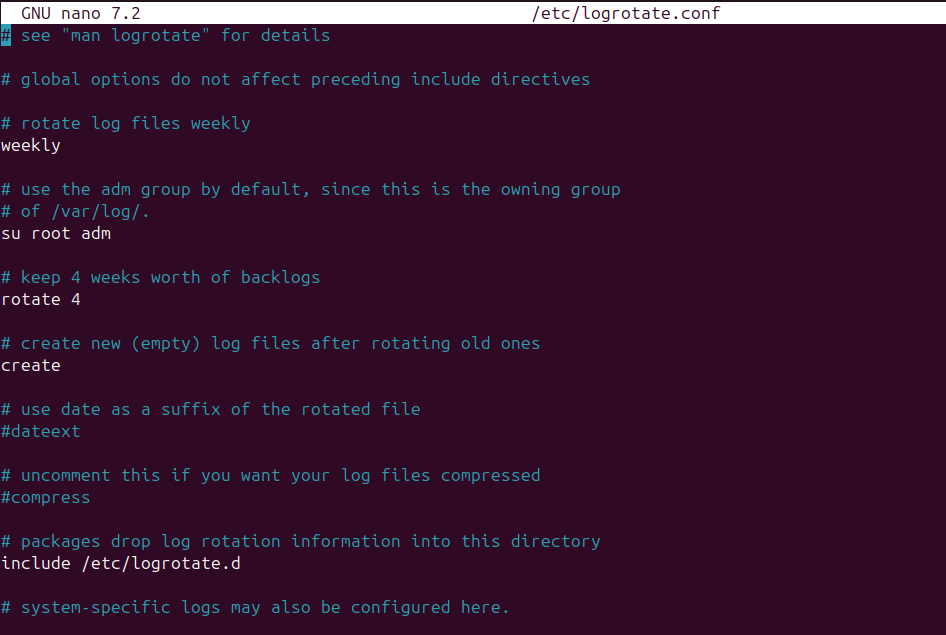 GNU nano 7.2 /etc/logrotate.conf
# see "man logrotate" for details
# global options do not affect preceding include directives
# rotate log files weekly
weekly
# use the adm group by default, since this is the owning group
# of /var/log/.
su root adm
# keep 4 weeks worth of backlogs
rotate 4
# create new (empty) log files after rotating old ones
create
# use date as a suffix of the rotated file
#dateext
# uncomment this if you want your log files compressed
#compress
# packages drop log rotation information into this directory
include /etc/logrotate.d
# system-specific logs may also be configured here.